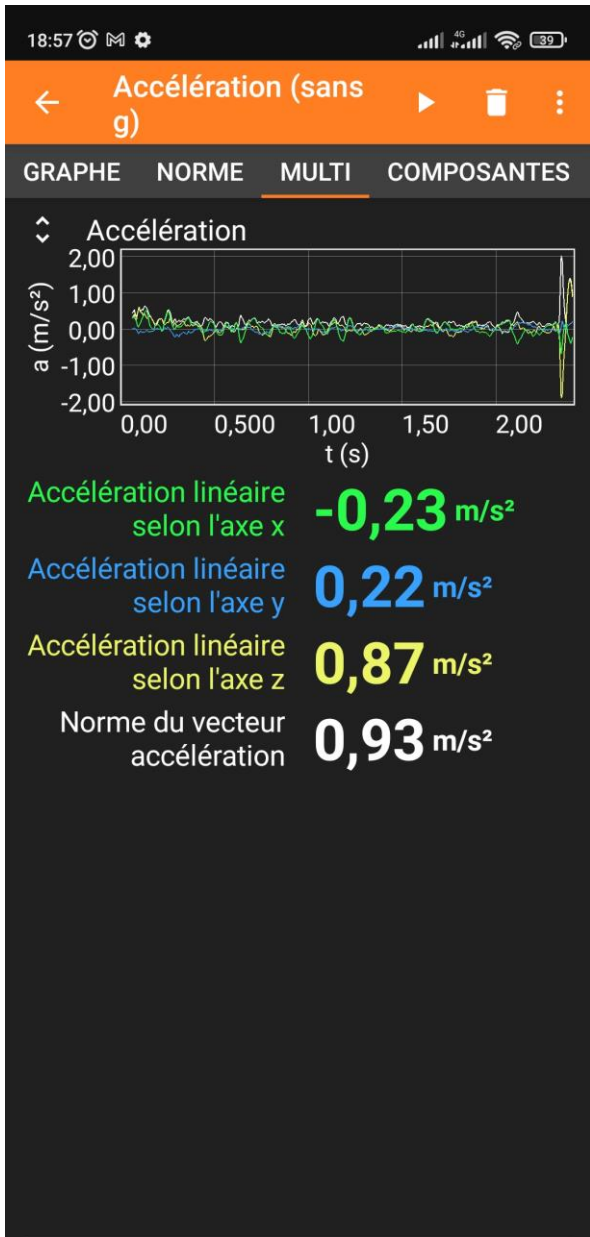 18:57
4G
39
Accélération (sans
g)
GRAPHE NORME MULTI COMPOSANTES
Accélération
2,00
1,00
0,00
-1,00
-2,00
a (m/s²)
0,00 0,500 1,00 1,50 2,00
t (s)
Accélération linéaire
selon l'axe x
-0,23 m/s²
Accélération linéaire
selon l'axe y
0,22 m/s²
Accélération linéaire
selon l'axe z
0,87 m/s²
Norme du vecteur
accélération
0,93 m/s²